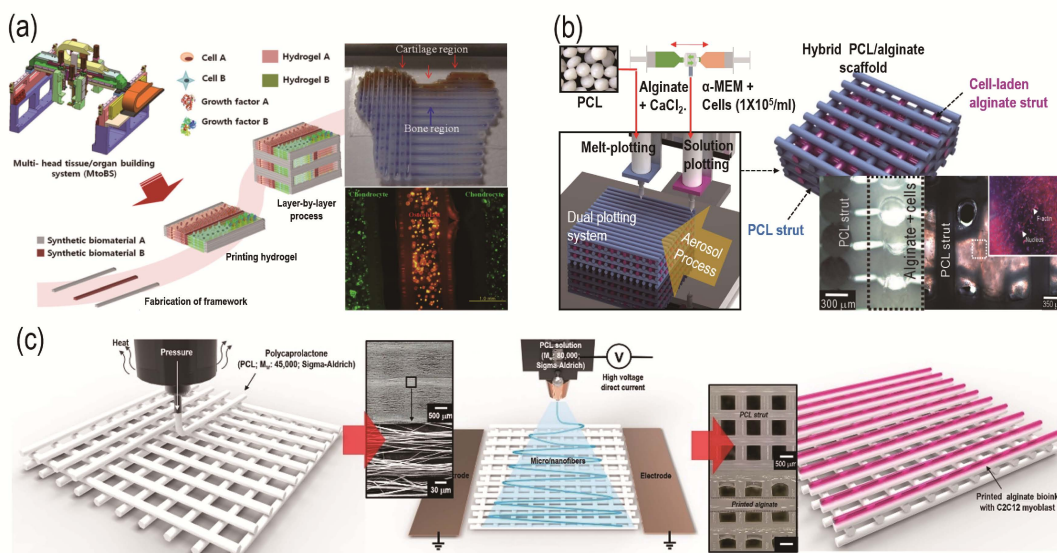 (a)
Cell A
Cell B
Growth factor A
Growth factor B
Hydrogel A
Hydrogel B
Multi- head tissue/organ building
system (MtoBS)
Layer-by-layer
process
Printing hydrogel
Synthetic biomaterial A
Synthetic biomaterial B
Fabrication of framework
Cartilage region
Bone region
Chondrocyte
Chondrocyte
(b)
PCL
Alginate
+ CaCl2.
α-MEM +
Cells (1X10⁵/ml)
Melt-plotting
Solution
plotting
Dual plotting
system
Aerosol
Process
Hybrid PCL/alginate
scaffold
Cell-laden
alginate strut
PCL strut
PCL strut
Alginate + cells
PCL strut
F-actin
Nucleus
300 μm
350 μm
(c)
Heat
Pressure
Polycaprolactone
(PCL; Mw: 45,000; Sigma-Aldrich)
500 μm
30 μm
PCL solution
(Mw: 80,000;
Sigma-Aldrich)
V
High voltage
direct current
Micro/nanofibers
trode
Electrode
PCL strut
500 μm
Printed alginate
Printed alginate bioink
with C2C12 myoblast